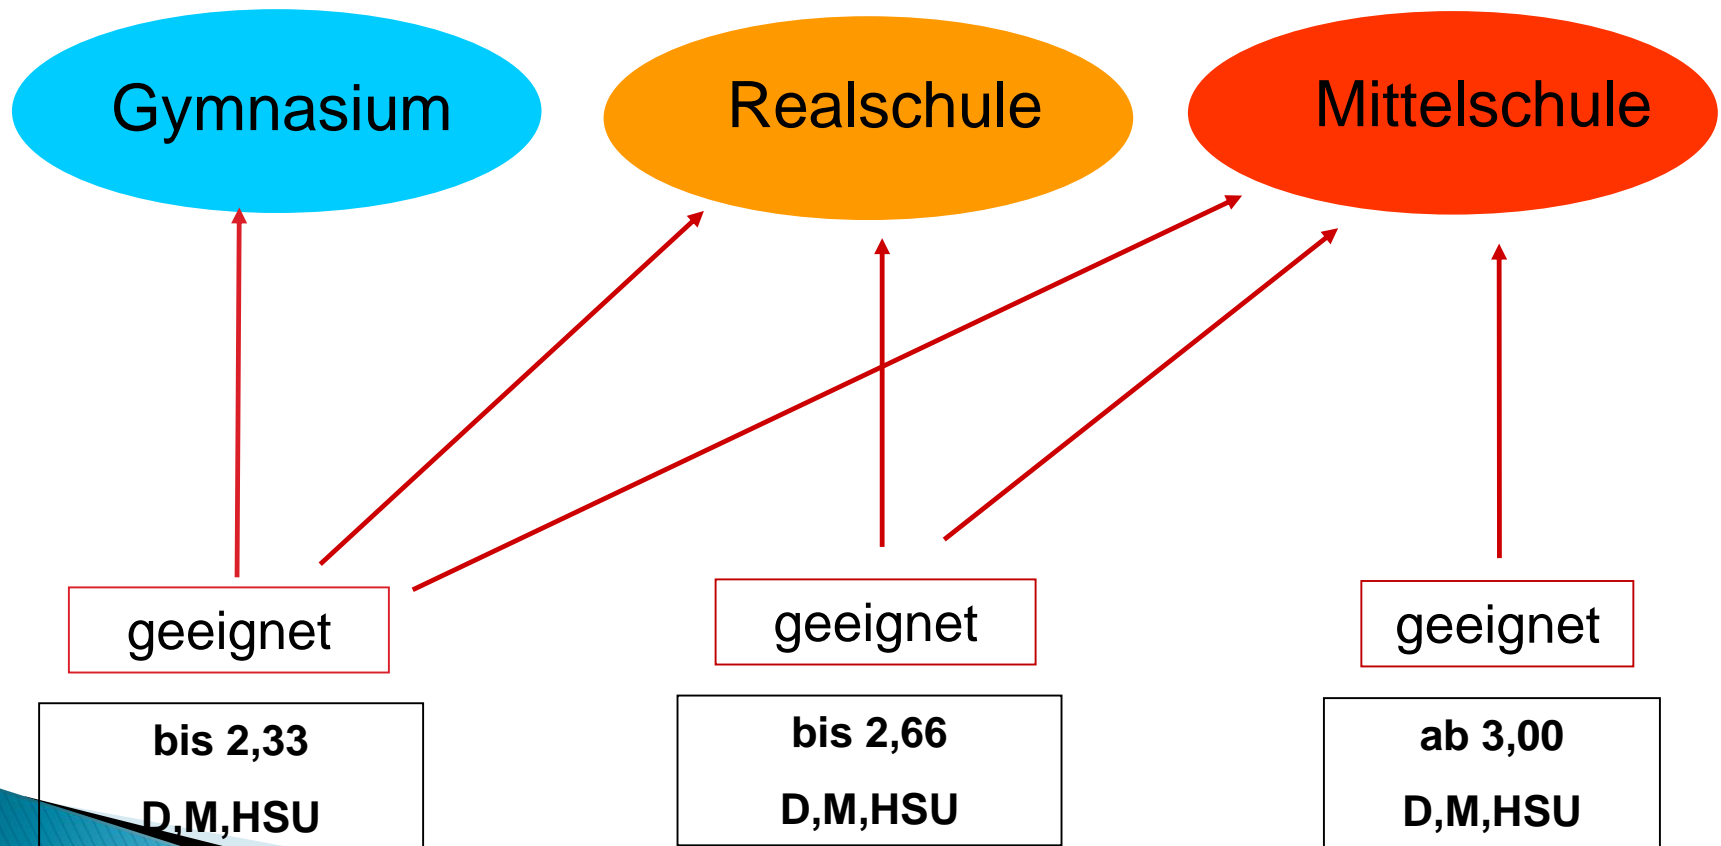 Gymnasium
Realschule
Mittelschule
geeignet
geeignet
geeignet
bis 2,33
D,M,HSU
bis 2,66
D,M,HSU
ab 3,00
D,M,HSU